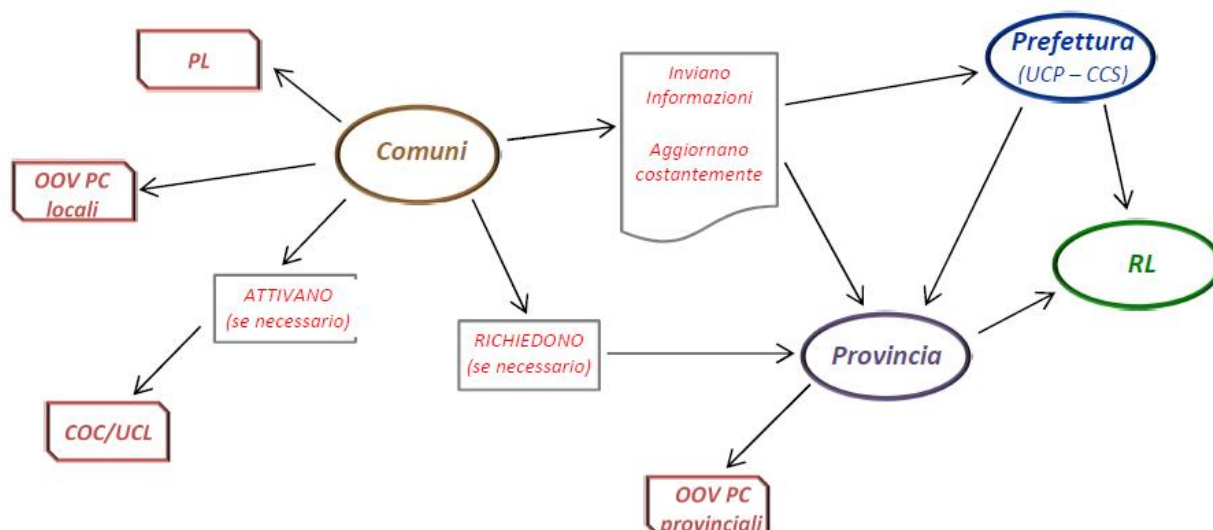 PL
Prefettura
(UCP – CCS)
Inviano
Informazioni
Aggiornano
costantemente
Comuni
OOV PC
locali
RL
ATTIVANO
(se necessario)
RICHIEDONO
(se necessario)
Provincia
COC/UCL
OOV PC
provinciali